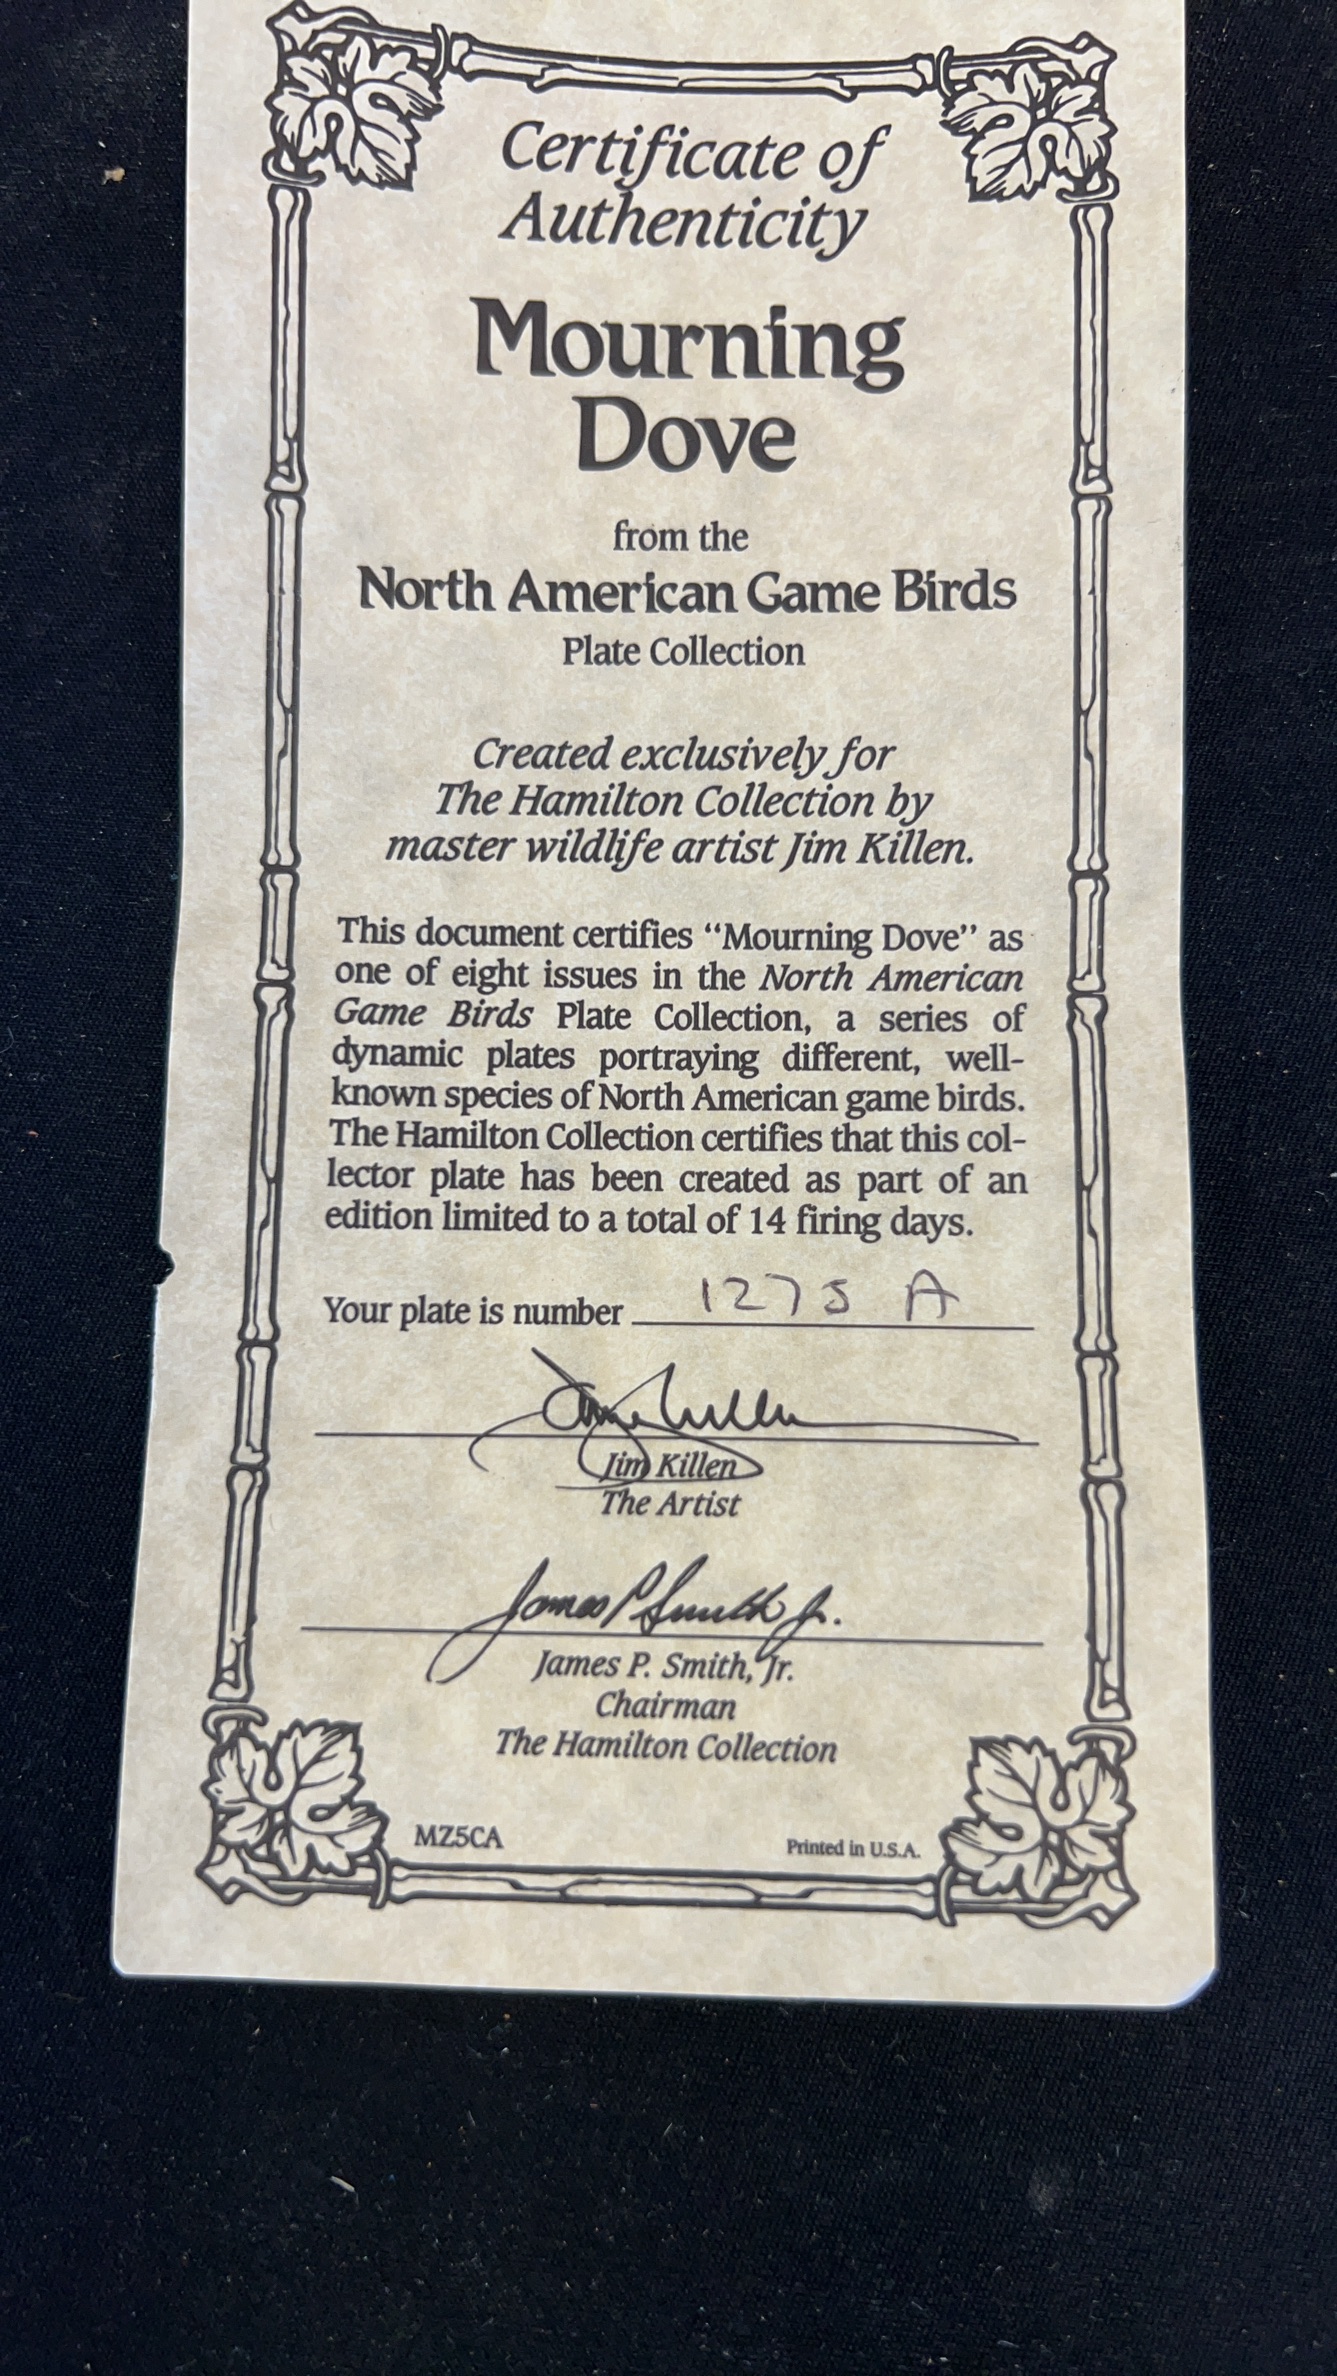 Certificate of
Authenticity
Mourning
Dove
from the
North American Game Birds
Plate Collection
Created exclusively for
The Hamilton Collection by
master wildlife artist Jim Killen.
This document certifies “Mourning Dove” as
one of eight issues in the North American
Game Birds Plate Collection, a series of
dynamic plates portraying different, well-
known species of North American game birds.
The Hamilton Collection certifies that this col-
lector plate has been created as part of an
edition limited to a total of 14 firing days.
Your plate is number 1275 A
Jim Killen
Jim Killen
The Artist
James P Smith Jr.
James P. Smith, Jr.
Chairman
The Hamilton Collection
MZ5CA Printed in U.S.A.